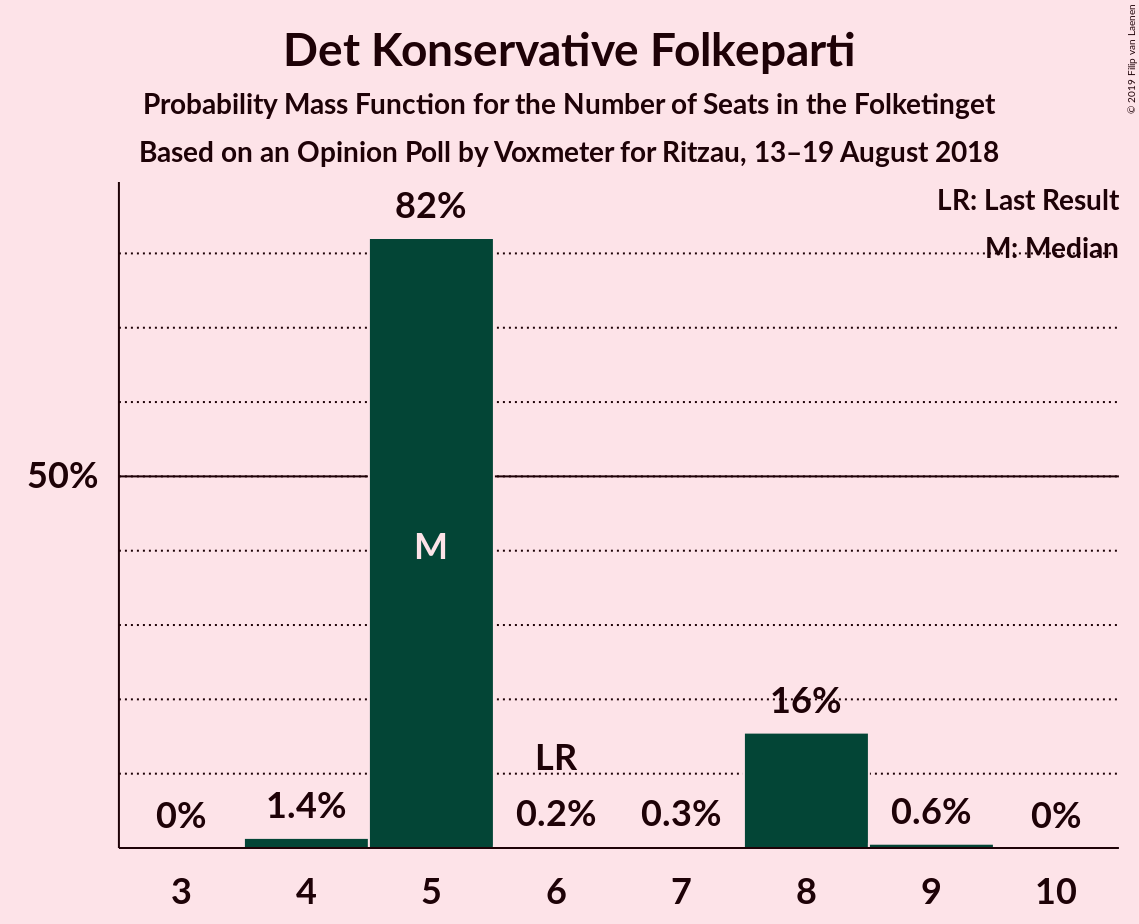 Det Konservative Folkeparti
Probability Mass Function for the Number of Seats in the Folketinget
Based on an Opinion Poll by Voxmeter for Ritzau, 13–19 August 2018
© 2019 Filip van Laenen
LR: Last Result
M: Median
82%
50%
M
16%
LR
0%
1.4%
0.2%
0.3%
0.6%
0%
3 4 5 6 7 8 9 10